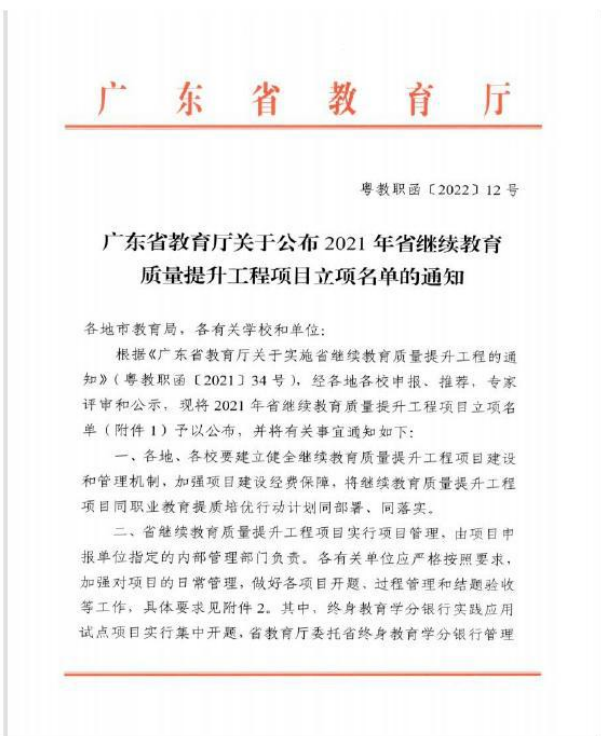 广东省教育厅
粤教职函〔2022〕12号
广东省教育厅关于公布2021年省继续教育
质量提升工程项目立项名单的通知
各地市教育局，各有关学校和单位：
根据《广东省教育厅关于实施省继续教育质量提升工程的通
知》（粤教职函〔2021〕34号），经各地各校申报、推荐，专家
评审和公示，现将2021年省继续教育质量提升工程项目立项名
单（附件1）予以公布，并将有关事宜通知如下：
一、各地、各校要建立健全继续教育质量提升工程项目建设
和管理机制，加强项目建设经费保障，将继续教育质量提升工程
项目同职业教育提质培优行动计划同部署、同落实。
二、省继续教育质量提升工程项目实行项目管理，由项目申
报单位指定的内部管理部门负责。各有关单位应严格按照要求，
加强对项目的日常管理，做好各项目开题、过程管理和结题验收
等工作，具体要求见附件2。其中，终身教育学分银行实践应用
试点项目实行集中开题，省教育厅委托省终身教育学分银行管理